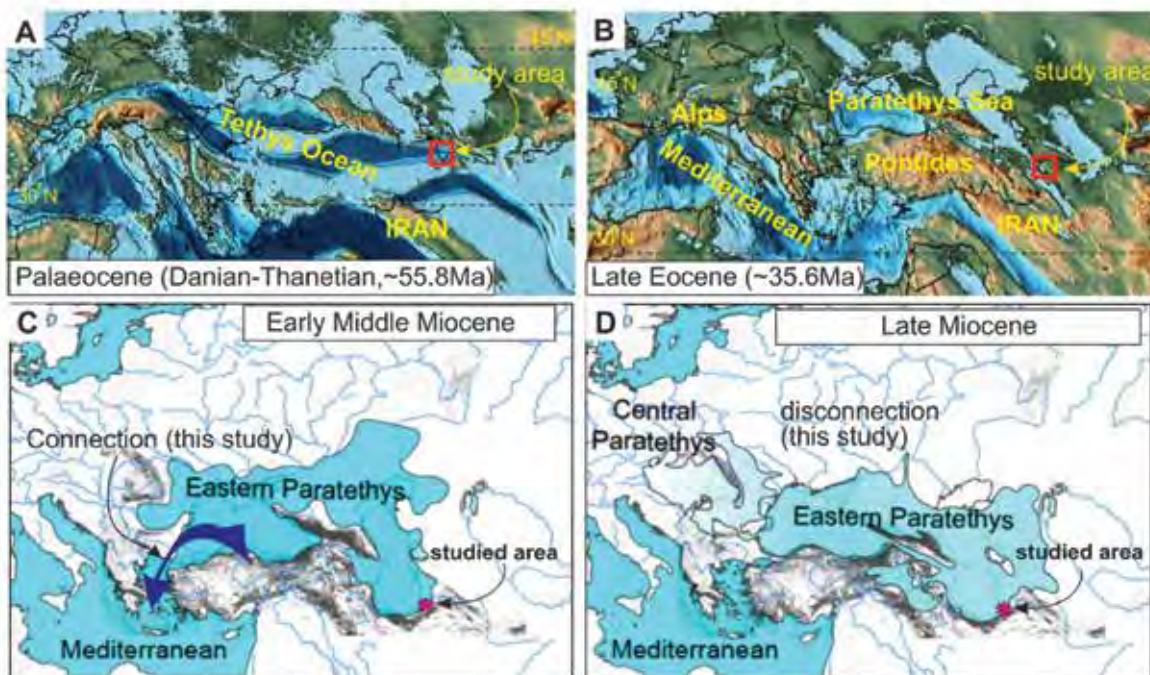 A
45°N
study area
Tethys Ocean
30°N
IRAN
Palaeocene (Danian-Thanetian,~55.8Ma)
B
study area
45°N
Alps
Paratethys Sea
Mediterranean
Pontides
IRAN
30°N
Late Eocene (~35.6Ma)
C
Early Middle Miocene
Connection (this study)
Eastern Paratethys
studied area
Mediterranean
D
Late Miocene
Central
Paratethys
disconnection
(this study)
Eastern Paratethys
studied area
Mediterranean